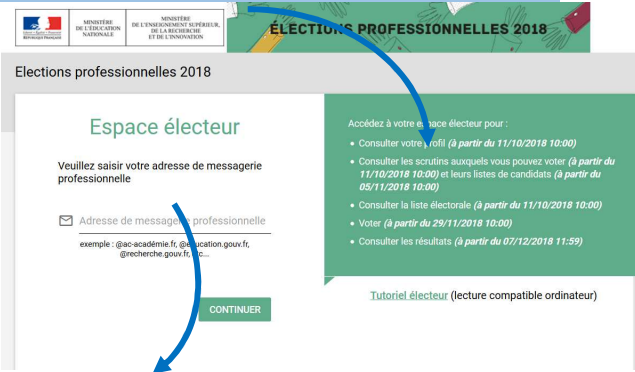 MINISTÈRE
DE L'ÉDUCATION
NATIONALE
MINISTÈRE
DE L'ENSEIGNEMENT SUPÉRIEUR,
DE LA RECHERCHE
ET DE L'INNOVATION
RÉPUBLIQUE FRANÇAISE
ÉLECTIONS PROFESSIONNELLES 2018
Elections professionnelles 2018
Espace électeur
Veuillez saisir votre adresse de messagerie
professionnelle
Adresse de messagerie professionnelle
exemple : @ac-académie.fr, @education.gouv.fr,
@recherche.gouv.fr, etc...
CONTINUER
Accédez à votre espace électeur pour :
• Consulter votre profil (à partir du 11/10/2018 10:00)
• Consulter les scrutins auxquels vous pouvez voter (à partir du
11/10/2018 10:00) et leurs listes de candidats (à partir du
05/11/2018 10:00)
• Consulter la liste électorale (à partir du 11/10/2018 10:00)
• Voter (à partir du 29/11/2018 10:00)
• Consulter les résultats (à partir du 07/12/2018 11:59)
Tutoriel électeur (lecture compatible ordinateur)